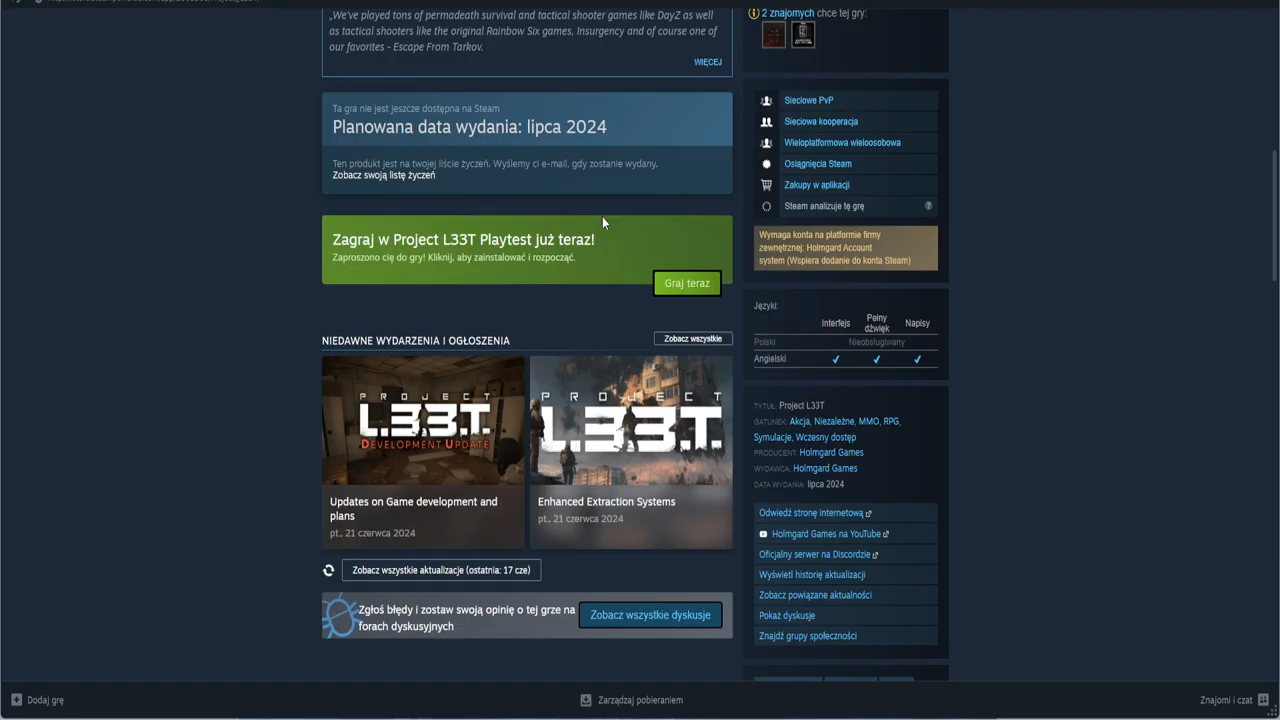 „We've played tons of permadeath survival and tactical shooter games like DayZ as well
as tactical shooters like the original Rainbow Six games, Insurgency and of course one of
our favorites - Escape From Tarkov.
WIĘCEJ
Ta gra nie jest jeszcze dostępna na Steam
Planowana data wydania: lipca 2024
Ten produkt jest na twojej liście życzeń. Wyślemy ci e-mail, gdy zostanie wydany.
Zobacz swoją listę życzeń
Zagraj w Project L33T Playtest już teraz!
Zaproszono cię do gry! Kliknij, aby zainstalować i rozpocząć.
Graj teraz
NIEDAWNE WYDARZENIA I OGŁOSZENIA
Zobacz wszystkie
PROJECT
L.33.T.
DEVELOPMENT UPDATE
Updates on Game development and
plans
pt., 21 czerwca 2024
PROJECT
L.33.T.
Enhanced Extraction Systems
pt., 21 czerwca 2024
Zobacz wszystkie aktualizacje (ostatnia: 17 cze)
Zgłoś błędy i zostaw swoją opinię o tej grze na
forach dyskusyjnych
Zobacz wszystkie dyskusje
2 znajomych chce tej gry:
Sieciowe PvP
Sieciowa kooperacja
Wieloplatformowa wieloosobowa
Osiągnięcia Steam
Zakupy w aplikacji
Steam analizuje tę grę ?
Wymaga konta na platformie firmy
zewnętrznej: Holmgard Account
system (Wspiera dodanie do konta Steam)
Języki:
Interfejs Pełny dźwięk Napisy
Polski Nieobsługiwany
Angielski ✔ ✔ ✔
TYTUŁ: Project L33T
GATUNEK: Akcja, Niezależne, MMO, RPG,
Symulacje, Wczesny dostęp
PRODUCENT: Holmgard Games
WYDAWCA: Holmgard Games
DATA WYDANIA: lipca 2024
Odwiedź stronę internetową
Holmgard Games na YouTube
Oficjalny serwer na Discordzie
Wyświetl historię aktualizacji
Zobacz powiązane aktualności
Pokaż dyskusje
Znajdź grupy społeczności
Dodaj grę
Zarządzaj pobieraniem
Znajomi i czat